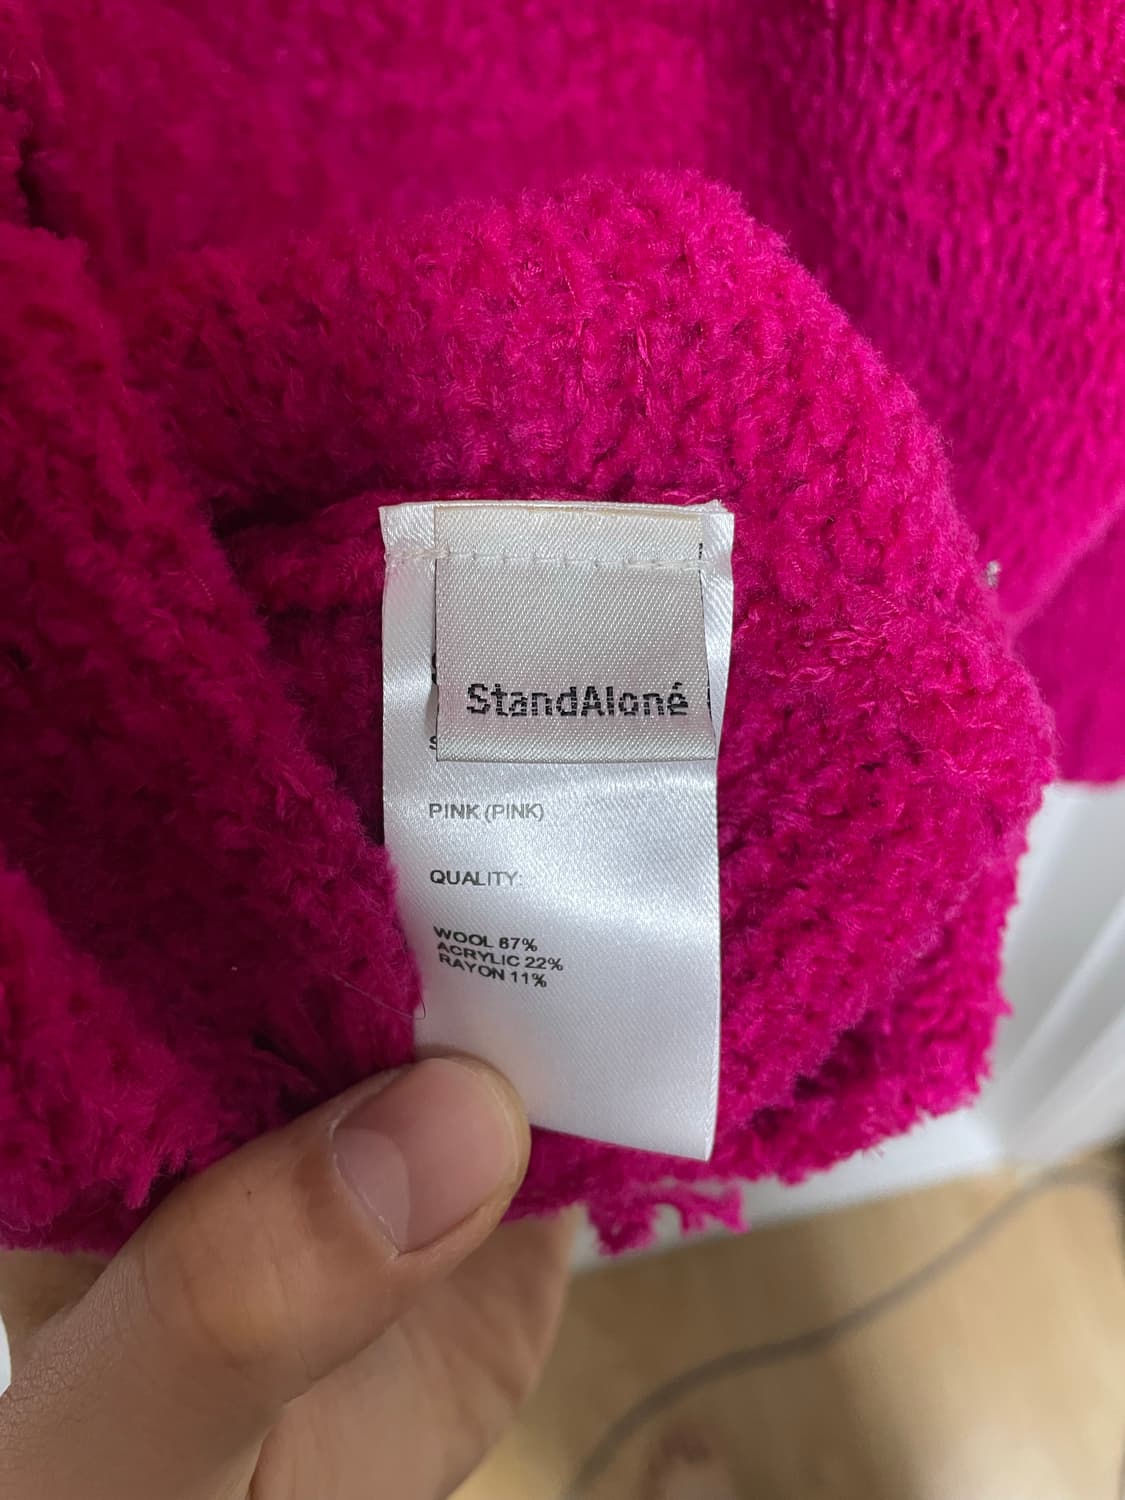 StandAloné
PINK (PINK)
QUALITY:
WOOL 67%
ACRYLIC 22%
RAYON 11%